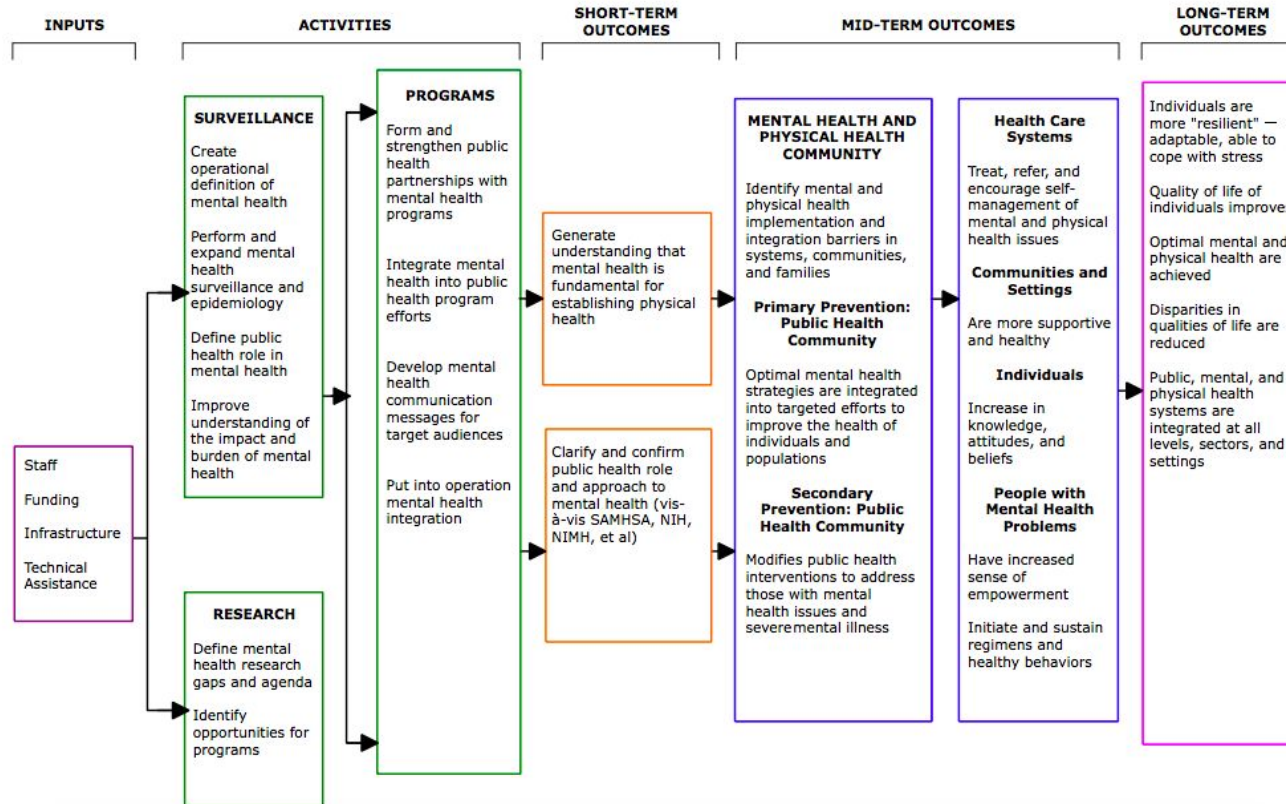 INPUTS
ACTIVITIES
SHORT-TERM
OUTCOMES
MID-TERM OUTCOMES
LONG-TERM
OUTCOMES
Staff
Funding
Infrastructure
Technical
Assistance
SURVEILLANCE
Create
operational
definition of
mental health
Perform and
expand mental
health
surveillance and
epidemiology
Define public
health role in
mental health
Improve
understanding of
the impact and
burden of mental
health
RESEARCH
Define mental
health research
gaps and agenda
Identify
opportunities for
programs
PROGRAMS
Form and
strengthen public
health
partnerships with
mental health
programs
Integrate mental
health into public
health program
efforts
Develop mental
health
communication
messages for
target audiences
Put into operation
mental health
integration
Generate
understanding that
mental health is
fundamental for
establishing physical
health
Clarify and confirm
public health role
and approach to
mental health (vis-
à-vis SAMHSA, NIH,
NIMH, et al)
MENTAL HEALTH AND
PHYSICAL HEALTH
COMMUNITY
Identify mental and
physical health
implementation and
integration barriers in
systems, communities,
and families
Primary Prevention:
Public Health
Community
Optimal mental health
strategies are integrated
into targeted efforts to
improve the health of
individuals and
populations
Secondary
Prevention: Public
Health Community
Modifies public health
interventions to address
those with mental
health issues and
severemental illness
Health Care
Systems
Treat, refer, and
encourage self-
management of
mental and physical
health issues
Communities and
Settings
Are more supportive
and healthy
Individuals
Increase in
knowledge,
attitudes, and
beliefs
People with
Mental Health
Problems
Have increased
sense of
empowerment
Initiate and sustain
regimens and
healthy behaviors
Individuals are
more "resilient" —
adaptable, able to
cope with stress
Quality of life of
individuals improves
Optimal mental and
physical health are
achieved
Disparities in
qualities of life are
reduced
Public, mental, and
physical health
systems are
integrated at all
levels, sectors, and
settings